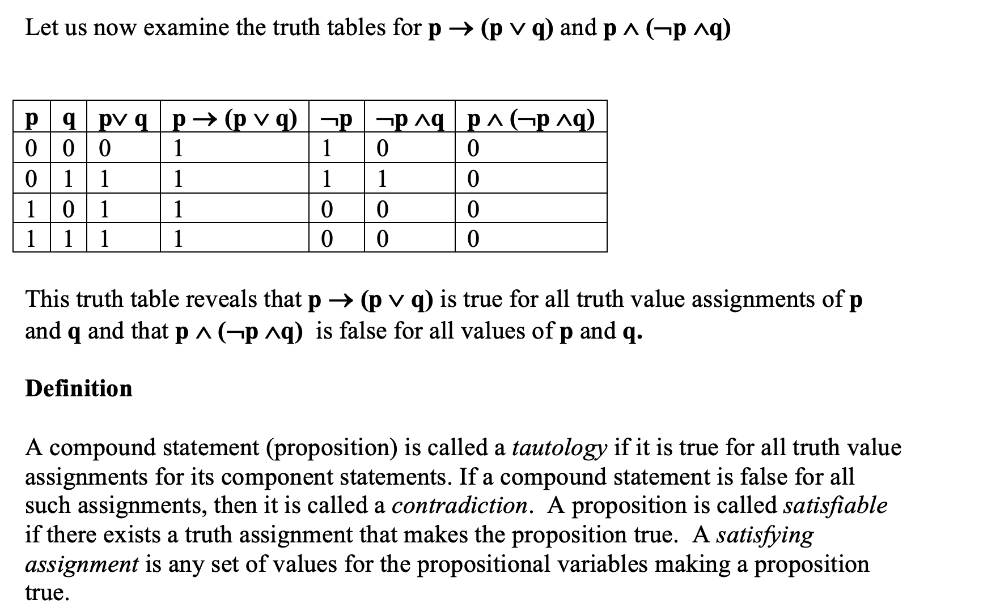 Let us now examine the truth tables for p → (p ∨ q) and p ∧ (¬p ∧q)
p q p∨ q p → (p ∨ q) ¬p ¬p ∧q p ∧ (¬p ∧q)
0 0 0 1 1 0 0
0 1 1 1 1 1 0
1 0 1 1 0 0 0
1 1 1 1 0 0 0
This truth table reveals that p → (p ∨ q) is true for all truth value assignments of p
and q and that p ∧ (¬p ∧q) is false for all values of p and q.
Definition
A compound statement (proposition) is called a tautology if it is true for all truth value
assignments for its component statements. If a compound statement is false for all
such assignments, then it is called a contradiction. A proposition is called satisfiable
if there exists a truth assignment that makes the proposition true. A satisfying
assignment is any set of values for the propositional variables making a proposition
true.